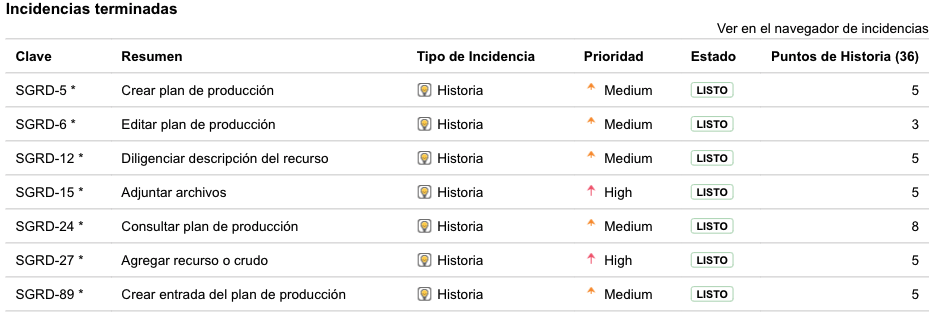 Incidencias terminadas
Ver en el navegador de incidencias
Clave Resumen Tipo de Incidencia Prioridad Estado Puntos de Historia (36)
SGRD-5 * Crear plan de producción Historia Medium LISTO 5
SGRD-6 * Editar plan de producción Historia Medium LISTO 3
SGRD-12 * Diligenciar descripción del recurso Historia Medium LISTO 5
SGRD-15 * Adjuntar archivos Historia High LISTO 5
SGRD-24 * Consultar plan de producción Historia Medium LISTO 8
SGRD-27 * Agregar recurso o crudo Historia High LISTO 5
SGRD-89 * Crear entrada del plan de producción Historia Medium LISTO 5